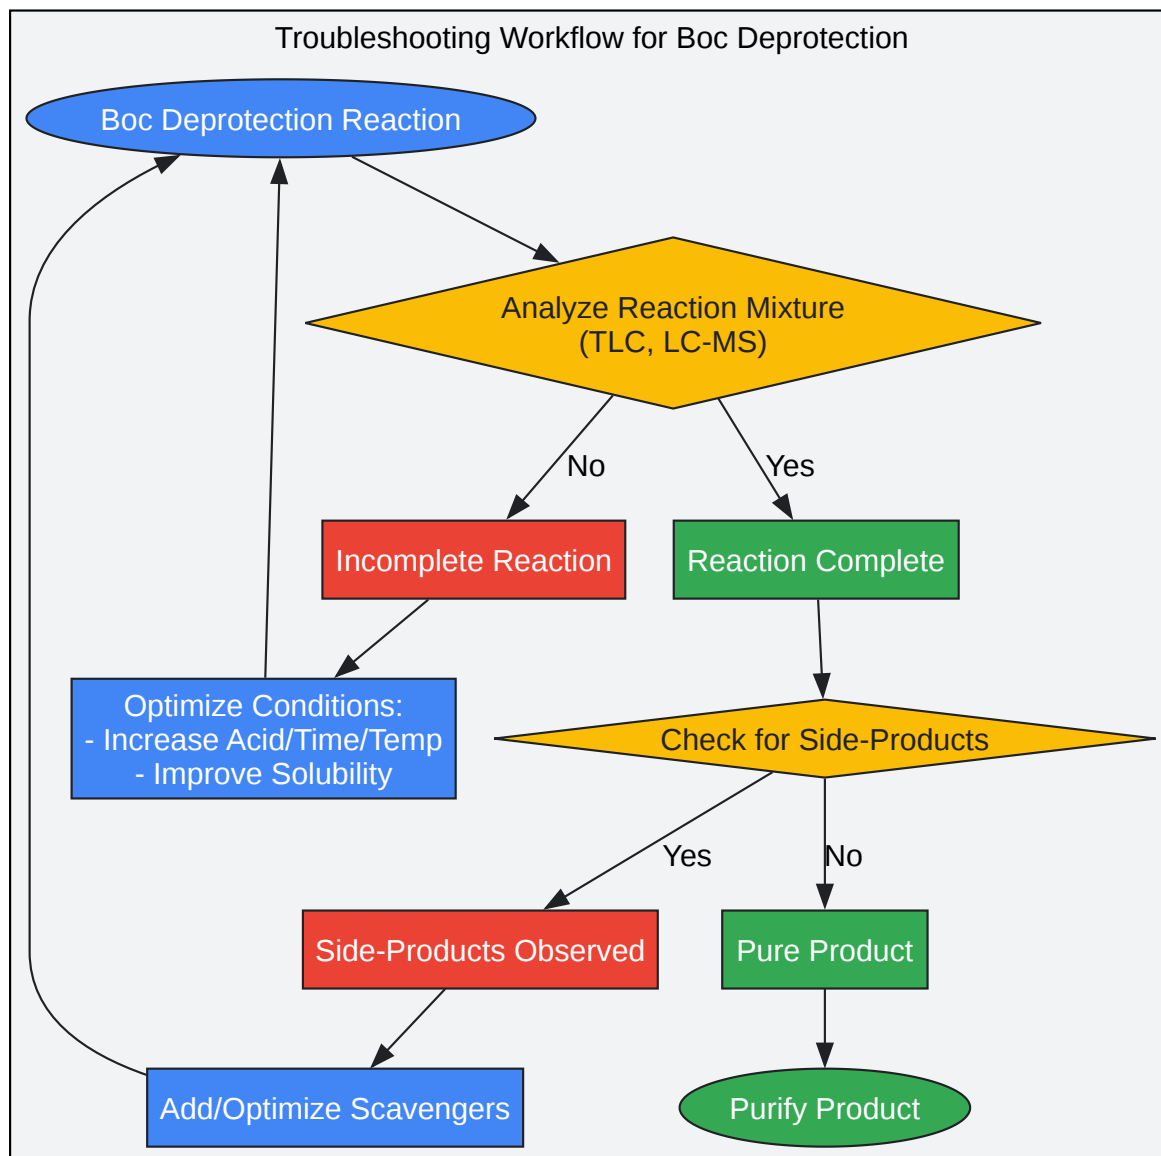 Troubleshooting Workflow for Boc Deprotection
Boc Deprotection Reaction
Analyze Reaction Mixture
(TLC, LC-MS)
No
Yes
Incomplete Reaction
Reaction Complete
Optimize Conditions:
- Increase Acid/Time/Temp
- Improve Solubility
Check for Side-Products
Yes
No
Side-Products Observed
Pure Product
Add/Optimize Scavengers
Purify Product